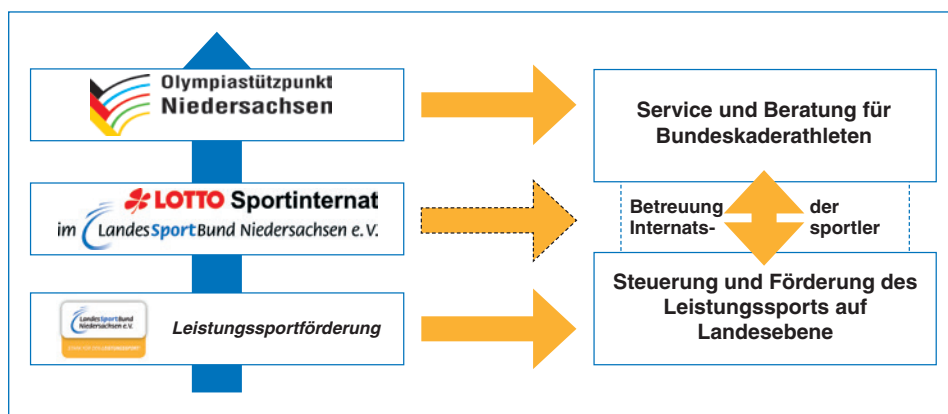 Olympiastützpunkt
Niedersachsen
Service und Beratung für
Bundeskaderathleten
LOTTO Sportinternat
im LandesSportBund Niedersachsen e.V.
Betreuung der
Internats- sportler
LandesSportBund
Niedersachsen e.V.
Leistungssportförderung
Steuerung und Förderung des
Leistungssports auf
Landesebene